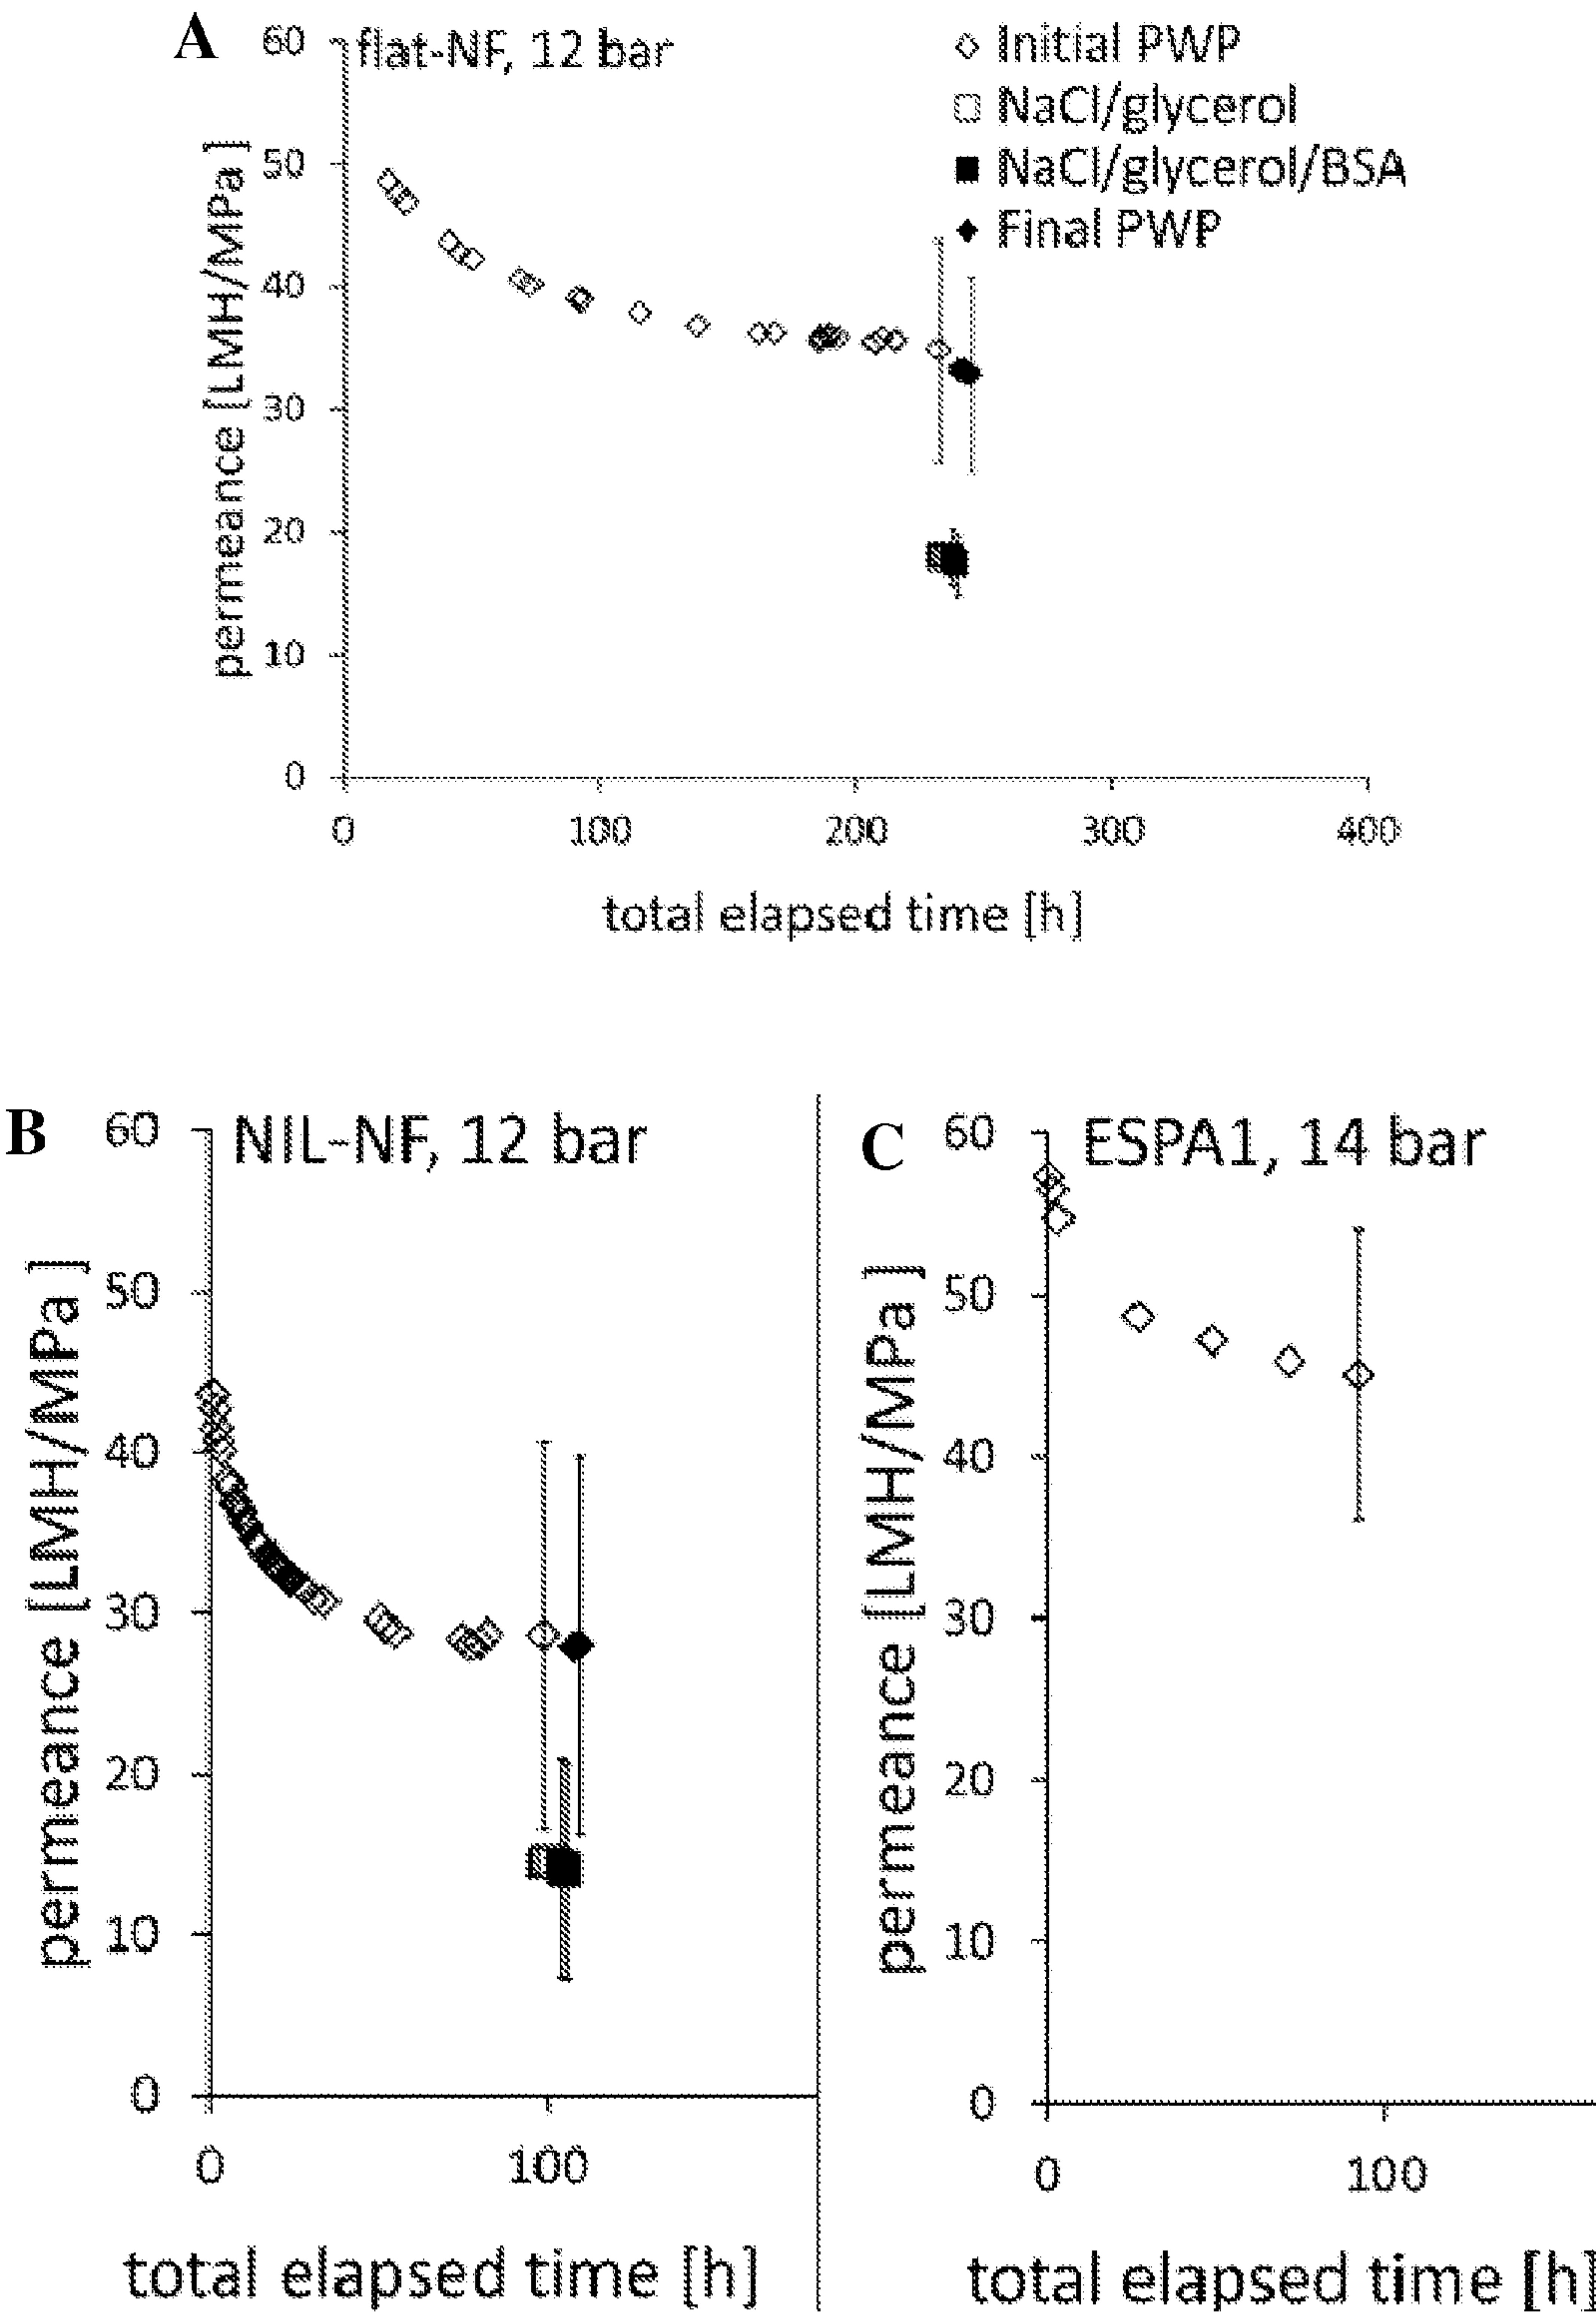 A
flat-NF, 12 bar
Initial PWP
NaCl/glycerol
NaCl/glycerol/BSA
Final PWP
permeance [LMH/MPa ]
60
50
40
30
20
10
0
0 100 200 300 400
total elapsed time [h]
B
NIL-NF, 12 bar
permeance [LMH/MPa ]
60
50
40
30
20
10
0
0 100
total elapsed time [h]
C
ESPA1, 14 bar
permeance [LMH/MPa ]
60
50
40
30
20
10
0
0 100
total elapsed time [h]